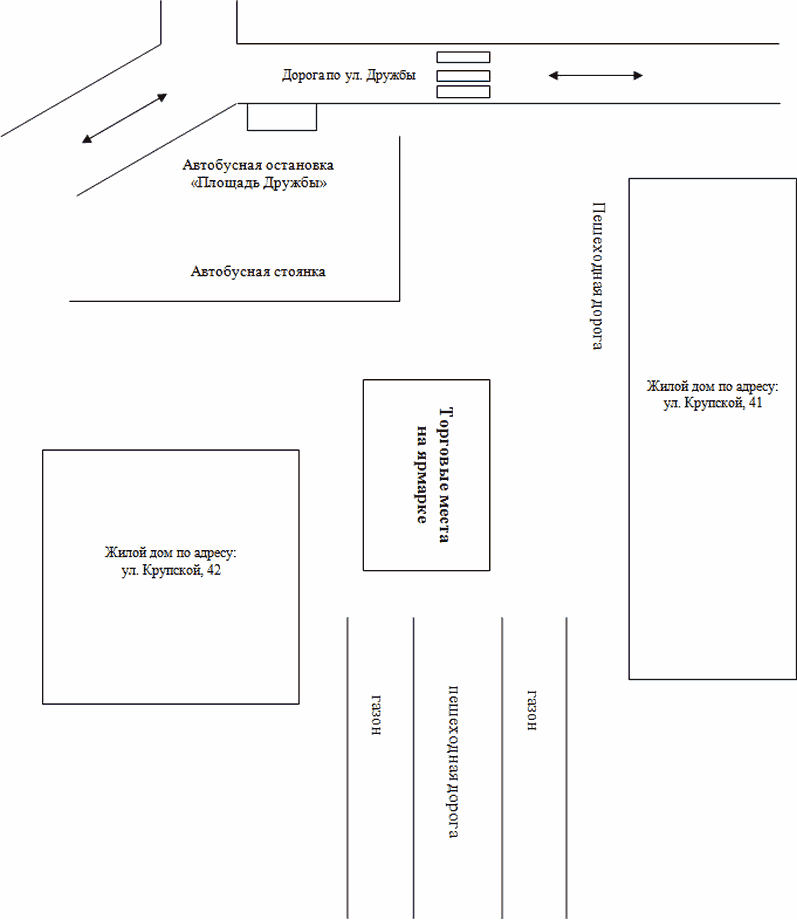 Дорога по ул. Дружбы
Автобусная остановка
«Площадь Дружбы»
Пешеходная дорога
Автобусная стоянка
Жилой дом по адресу:
ул. Крупской, 41
Торговые места
на ярмарке
Жилой дом по адресу:
ул. Крупской, 42
газон
пешеходная дорога
газон